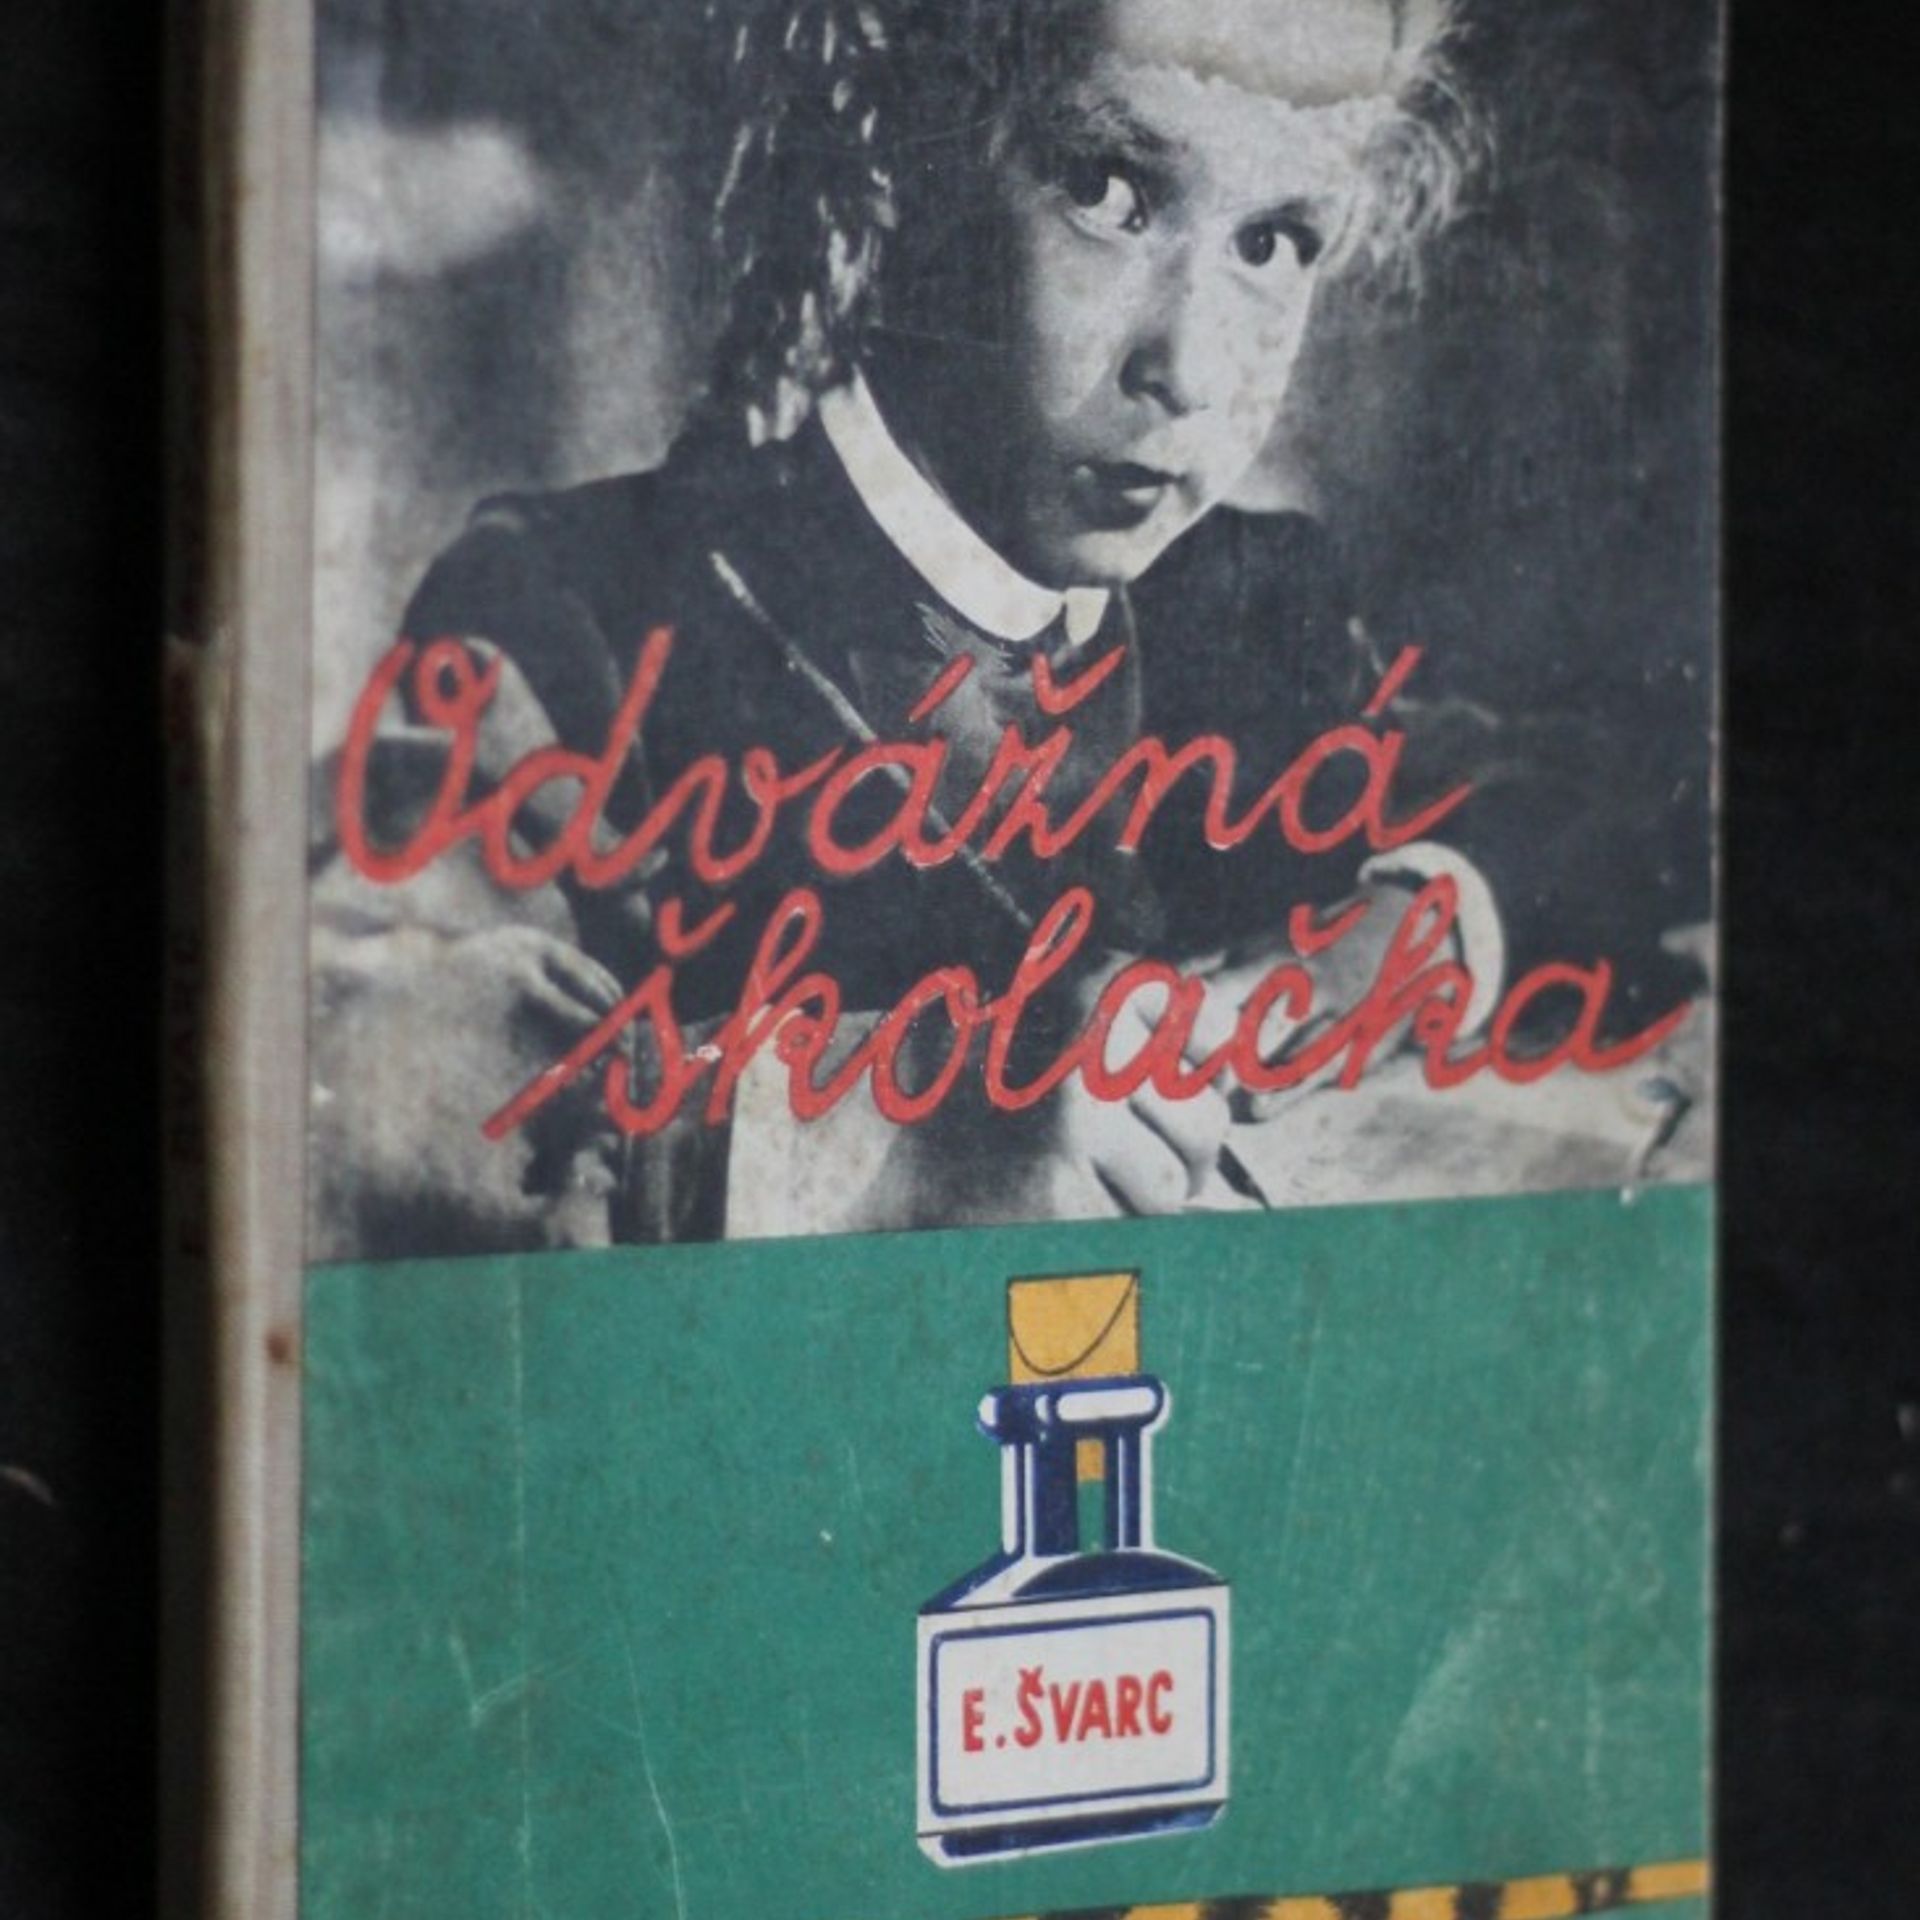 Odvážná
školačka
E. ŠVARC